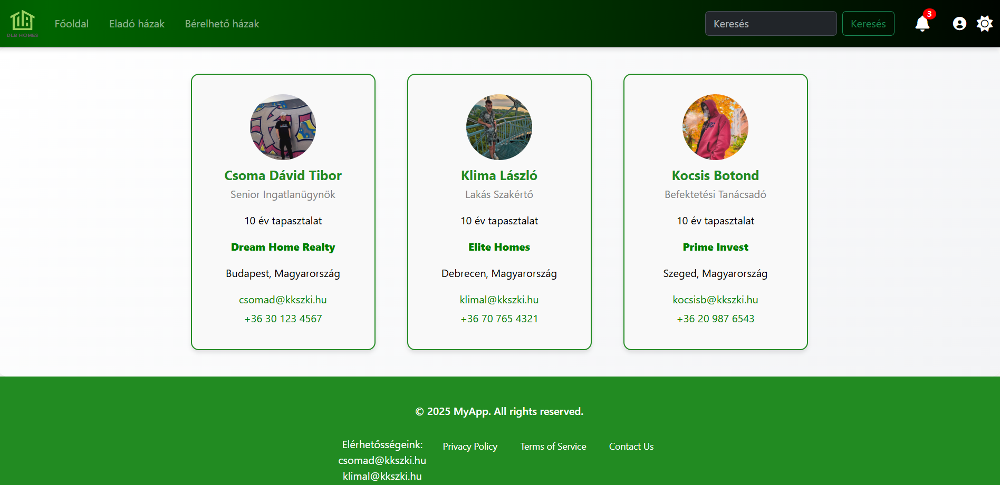 DLB HOMES
Főoldal
Eladó házak
Bérelhető házak
Keresés
Keresés
3
Csoma Dávid Tibor
Senior Ingatlanügynök
10 év tapasztalat
Dream Home Realty
Budapest, Magyarország
csomad@kkszki.hu
+36 30 123 4567
Klima László
Lakás Szakértő
10 év tapasztalat
Elite Homes
Debrecen, Magyarország
klimal@kkszki.hu
+36 70 765 4321
Kocsis Botond
Befektetési Tanácsadó
10 év tapasztalat
Prime Invest
Szeged, Magyarország
kocsisb@kkszki.hu
+36 20 987 6543
© 2025 MyApp. All rights reserved.
Elérhetősségeink:
csomad@kkszki.hu
klimal@kkszki.hu
Privacy Policy
Terms of Service
Contact Us